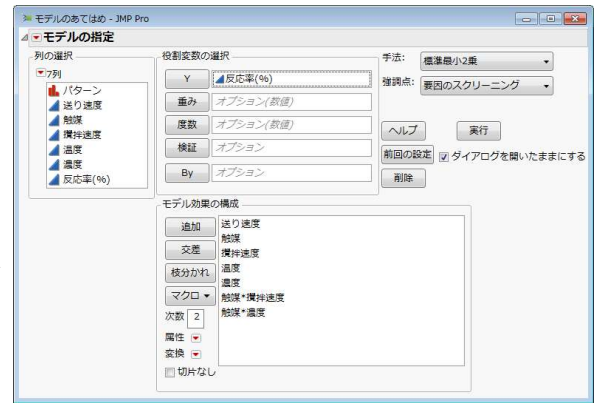 モデルのあてはめ - JMP Pro
モデルの指定
列の選択
7列
パターン
送り速度
触媒
攪拌速度
温度
濃度
反応率(%)
役割変数の選択
Y 反応率(%)
重み オプション(数値)
度数 オプション(数値)
検証 オプション
By オプション
手法: 標準最小2乗
強調点: 要因のスクリーニング
ヘルプ 実行
前回の設定 ダイアログを開いたままにする
削除
モデル効果の構成
追加
交差
枝分かれ
マクロ
次数 2
属性
変換
切片なし
送り速度
触媒
攪拌速度
温度
濃度
触媒*攪拌速度
触媒*濃度